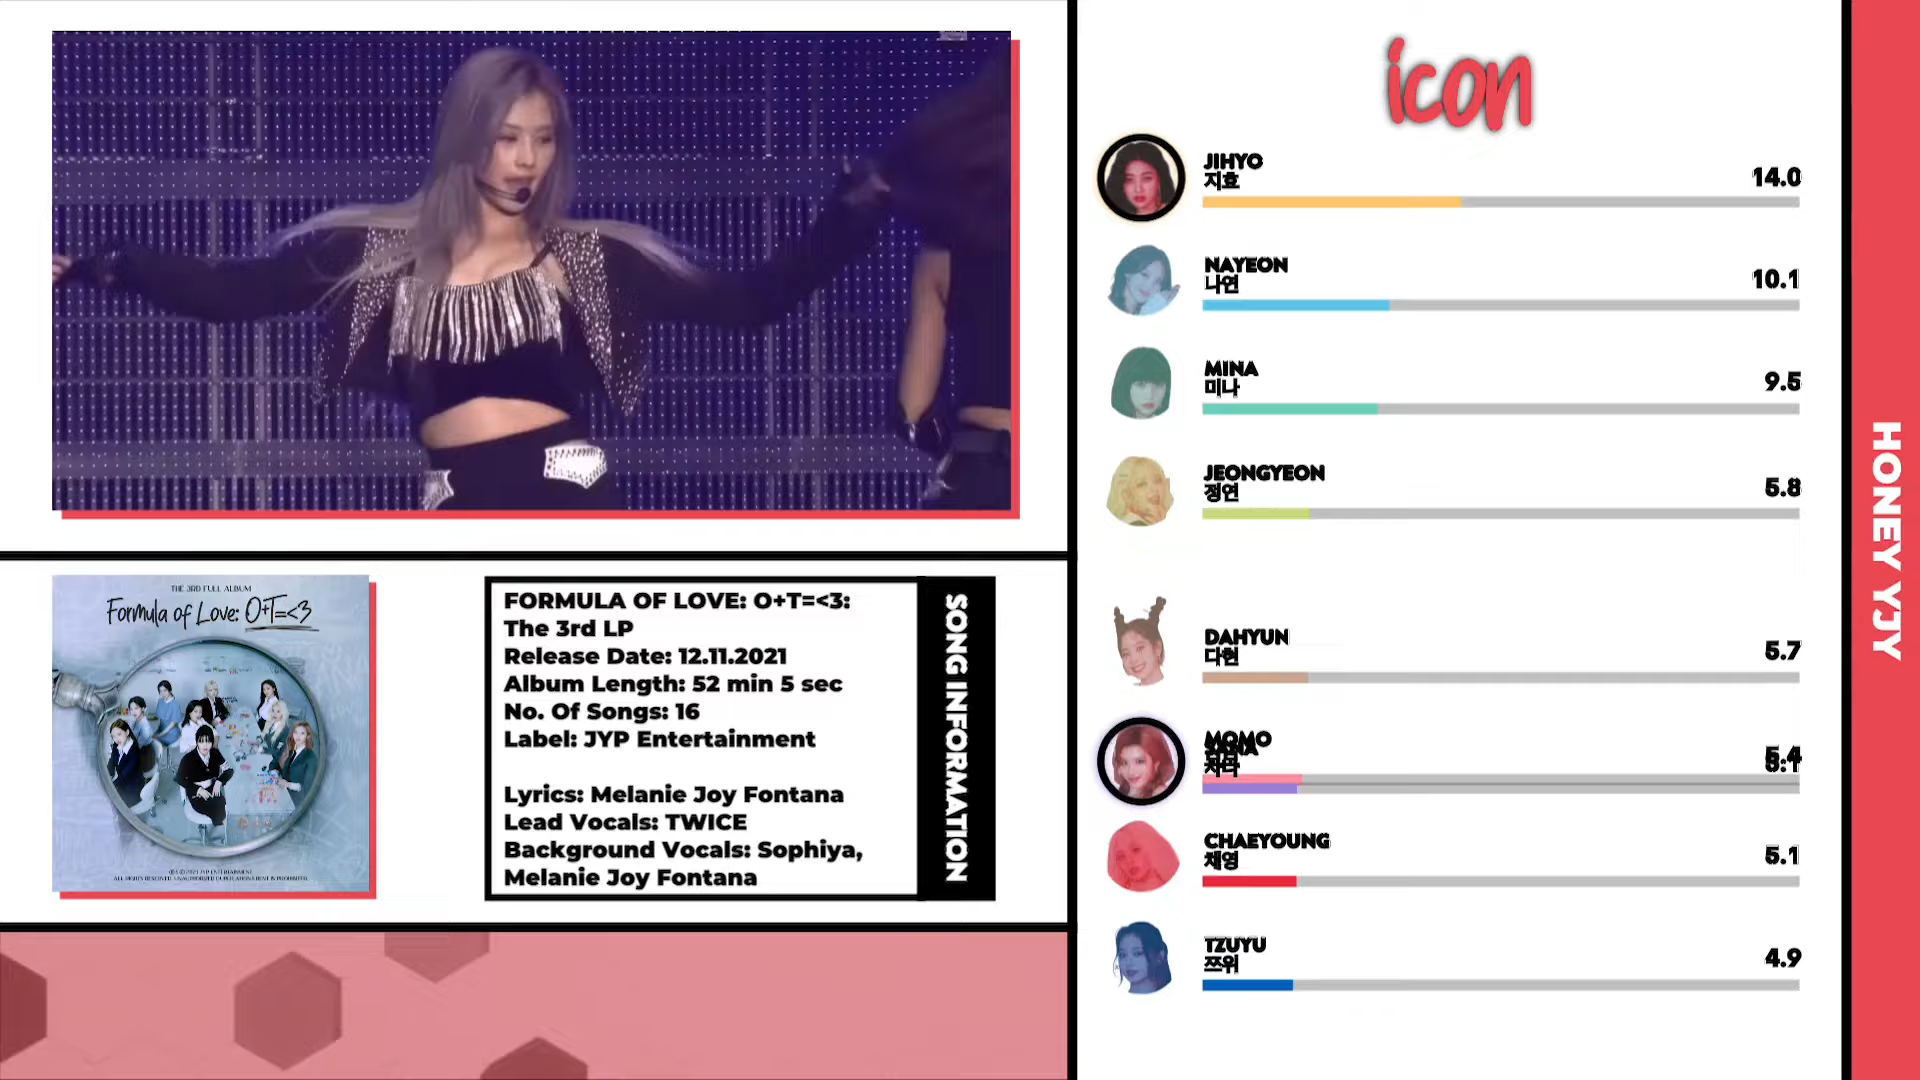 icon
JIHYO
지효
14.0
NAYEON
나연
10.1
MINA
미나
9.5
JEONGYEON
정연
5.8
DAHYUN
다현
5.7
MOMO
5.4
CHAEYOUNG
채영
5.1
TZUYU
쯔위
4.9
HONEY YJY
THE 3RD FULL ALBUM
Formula of Love: O+T=<3
FORMULA OF LOVE: O+T=<3:
The 3rd LP
Release Date: 12.11.2021
Album Length: 52 min 5 sec
No. Of Songs: 16
Label: JYP Entertainment
Lyrics: Melanie Joy Fontana
Lead Vocals: TWICE
Background Vocals: Sophiya,
Melanie Joy Fontana
SONG INFORMATION